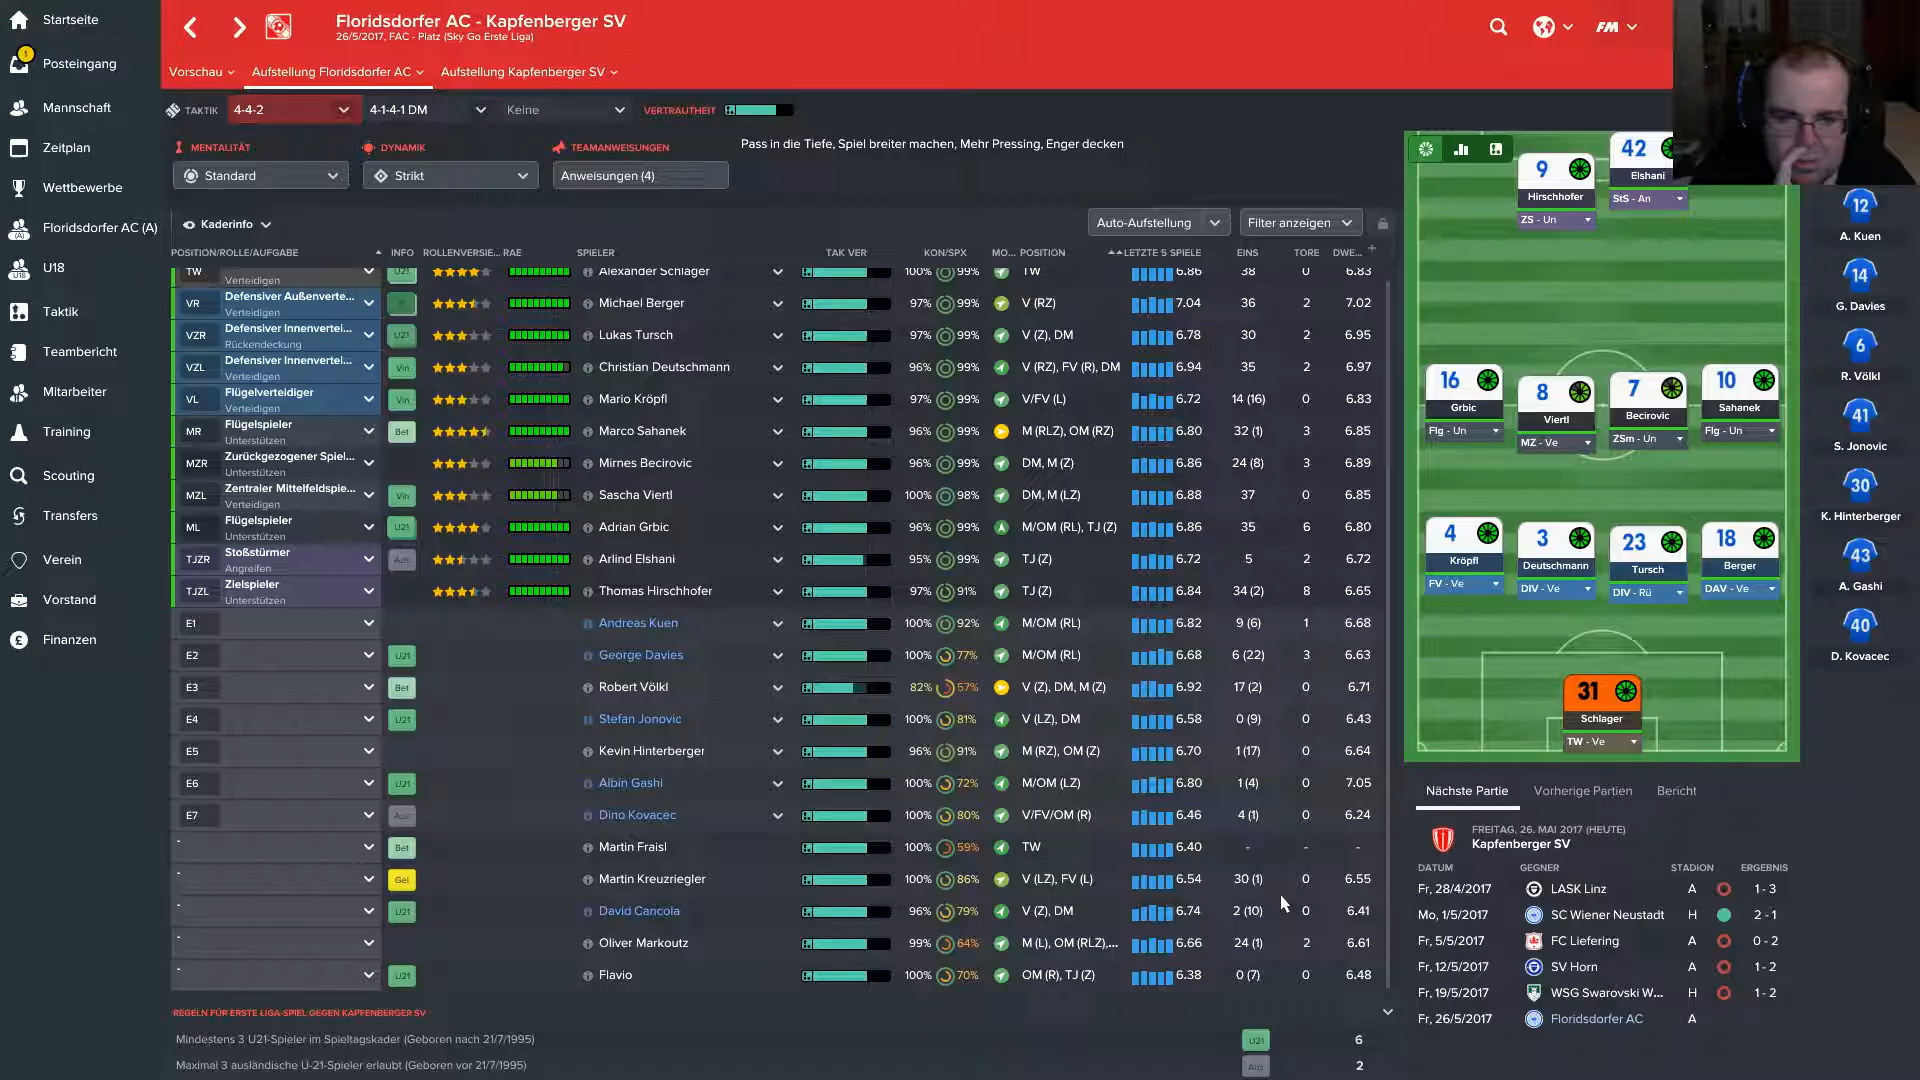 Startseite
1
Posteingang
Mannschaft
Zeitplan
Wettbewerbe
Floridsdorfer AC (A)
U18
Taktik
Teambericht
Mitarbeiter
Training
Scouting
Transfers
Verein
Vorstand
Finanzen
Floridsdorfer AC - Kapfenberger SV
26/5/2017, FAC - Platz (Sky Go Erste Liga)
FM
Vorschau Aufstellung Floridsdorfer AC Aufstellung Kapfenberger SV
TAKTIK 4-4-2 4-1-4-1 DM Keine VERTRAUTHEIT
MENTALITÄT DYNAMIK TEAMANWEISUNGEN
Pass in die Tiefe, Spiel breiter machen, Mehr Pressing, Enger decken
Standard Strikt Anweisungen (4)
Kaderinfo Auto-Aufstellung Filter anzeigen
POSITION/ROLLE/AUFGABE INFO ROLLENVERSIE... RAE SPIELER TAK VER KON/SPX MO... POSITION LETZTE 5 SPIELE EINS TORE DWE...
TW Verteidigen U21 Alexander Schlager 100% 99% TW 6.86 38 0 6.83
VR Defensiver Außenverte... Verteidigen Michael Berger 97% 99% V (RZ) 7.04 36 2 7.02
VZR Defensiver Innenvertei... Rückendeckung U21 Lukas Tursch 97% 99% V (Z), DM 6.78 30 2 6.95
VZL Defensiver Innenvertei... Verteidigen Vin Christian Deutschmann 96% 99% V (RZ), FV (R), DM 6.94 35 2 6.97
VL Flügelverteidiger Verteidigen Vin Mario Kröpfl 97% 99% V/FV (L) 6.72 14 (16) 0 6.83
MR Flügelspieler Unterstützen Bet Marco Sahanek 96% 99% M (RLZ), OM (RZ) 6.80 32 (1) 3 6.85
MZR Zurückgezogener Spiel... Unterstützen Mirnes Becirovic 96% 99% DM, M (Z) 6.86 24 (8) 3 6.89
MZL Zentraler Mittelfeldspie... Verteidigen Vin Sascha Viertl 100% 98% DM, M (LZ) 6.88 37 0 6.85
ML Flügelspieler Unterstützen U21 Adrian Grbic 96% 99% M/OM (RL), TJ (Z) 6.86 35 6 6.80
TJZR Stoßstürmer Angreifen Aus Arlind Elshani 95% 99% TJ (Z) 6.72 5 2 6.72
TJZL Zielspieler Unterstützen Thomas Hirschhofer 97% 91% TJ (Z) 6.84 34 (2) 8 6.65
E1 Andreas Kuen 100% 92% M/OM (RL) 6.82 9 (6) 1 6.68
E2 U21 George Davies 100% 77% M/OM (RL) 6.68 6 (22) 3 6.63
E3 Bet Robert Völkl 82% 57% V (Z), DM, M (Z) 6.92 17 (2) 0 6.71
E4 U21 Stefan Jonovic 100% 81% V (LZ), DM 6.58 0 (9) 0 6.43
E5 Kevin Hinterberger 96% 91% M (RZ), OM (Z) 6.70 1 (17) 0 6.64
E6 U21 Albin Gashi 100% 72% M/OM (LZ) 6.80 1 (4) 0 7.05
E7 Aus Dino Kovacec 100% 80% V/FV/OM (R) 6.46 4 (1) 0 6.24
- Bet Martin Fraisl 100% 59% TW 6.40 - - -
- Gel Martin Kreuzriegler 100% 86% V (LZ), FV (L) 6.54 30 (1) 0 6.55
- U21 David Cancola 96% 79% V (Z), DM 6.74 2 (10) 0 6.41
- Oliver Markoutz 99% 64% M (L), OM (RLZ),... 6.66 24 (1) 2 6.61
- U21 Flavio 100% 70% OM (R), TJ (Z) 6.38 0 (7) 0 6.48
REGELN FÜR ERSTE LIGA-SPIEL GEGEN KAPFENBERGER SV
Mindestens 3 U21-Spieler im Spieltagskader (Geboren nach 21/7/1995) U21 6
Maximal 3 ausländische Ü-21-Spieler erlaubt (Geboren vor 21/7/1995) Aus 2
9 42
Hirschhofer Elshani
ZS - Un StS - An
16 8 7 10
Grbic Viertl Becirovic Sahanek
Flg - Un MZ - Ve ZSm - Un Flg - Un
4 3 23 18
Kröpfl Deutschmann Tursch Berger
FV - Ve DIV - Ve DIV - Rü DAV - Ve
31
Schlager
TW - Ve
12
A. Kuen
14
G. Davies
6
R. Völkl
41
S. Jonovic
30
K. Hinterberger
43
A. Gashi
40
D. Kovacec
Nächste Partie Vorherige Partien Bericht
FREITAG, 26. MAI 2017 (HEUTE)
Kapfenberger SV
DATUM GEGNER STADION ERGEBNIS
Fr, 28/4/2017 LASK Linz A 1 - 3
Mo, 1/5/2017 SC Wiener Neustadt H 2 - 1
Fr, 5/5/2017 FC Liefering A 0 - 2
Fr, 12/5/2017 SV Horn A 1 - 2
Fr, 19/5/2017 WSG Swarovski W... H 1 - 2
Fr, 26/5/2017 Floridsdorfer AC A